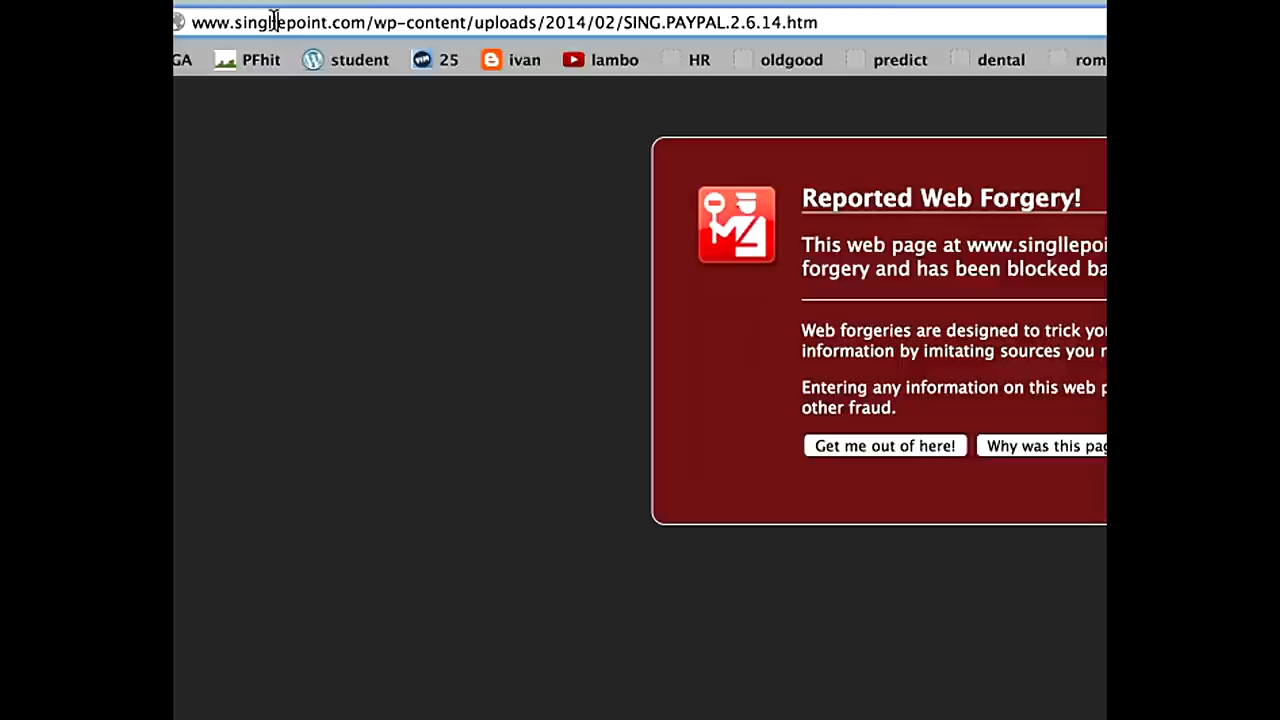 www.singllepoint.com/wp-content/uploads/2014/02/SING.PAYPAL.2.6.14.htm
GA PFhit student 25 ivan lambo HR oldgood predict dental rom
Reported Web Forgery!
This web page at www.singllepoi
forgery and has been blocked ba
Web forgeries are designed to trick yo
information by imitating sources you
Entering any information on this web p
other fraud.
Get me out of here! Why was this pag